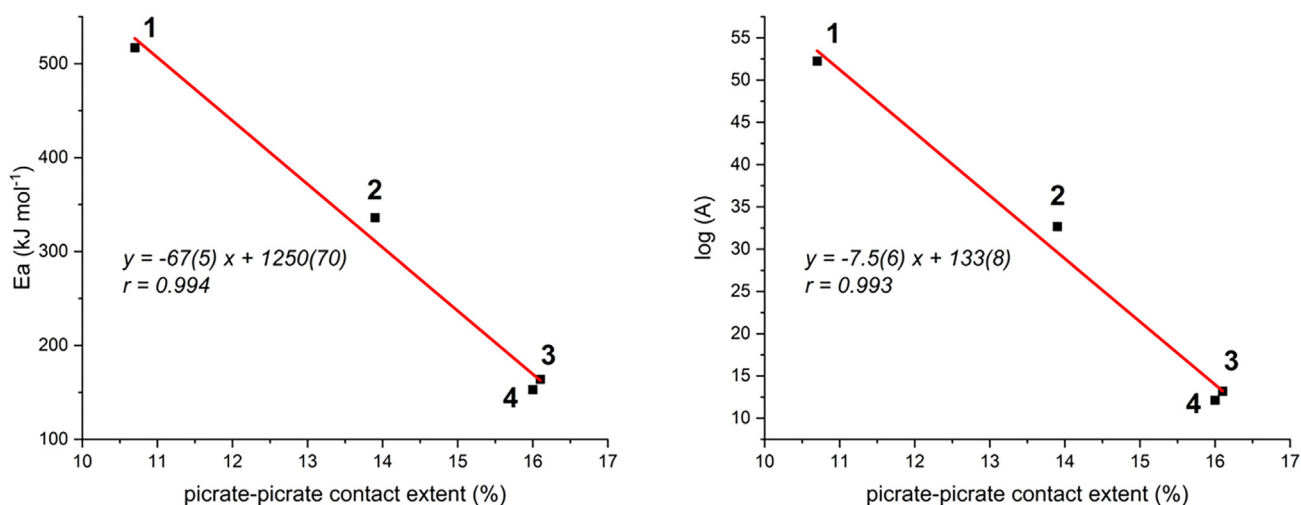 1
500
400
300
200
100
Ea (kJ mol⁻¹)
2
y = -67(5) x + 1250(70)
r = 0.994
3
4
10 11 12 13 14 15 16 17
picrate-picrate contact extent (%)
1
55
50
45
40
35
30
25
20
15
10
log (A)
2
y = -7.5(6) x + 133(8)
r = 0.993
3
4
10 11 12 13 14 15 16 17
picrate-picrate contact extent (%)